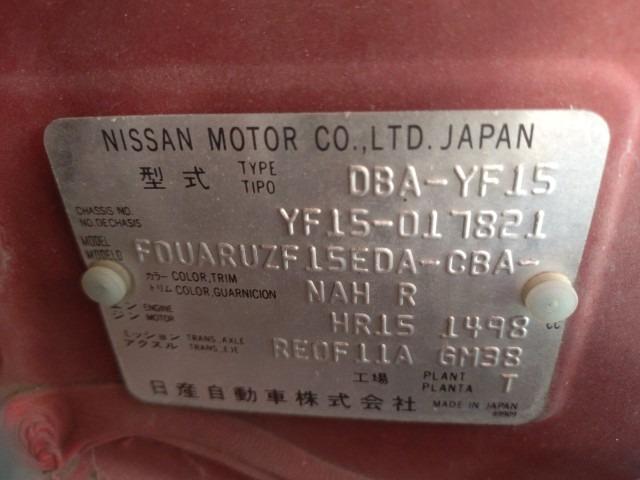 NISSAN MOTOR CO.,LTD. JAPAN
型式 TYPE TIPO DBA-YF15
CHASSIS NO. NO. DE CHASIS YF15-017821
MODEL MODELO FDUARUZF15EDA-CBA-
カラー COLOR,TRIM トリム COLOR,GUARNICION NAH R
エンジン ENGINE MOTOR HR15 1498 cc
ミッション TRANS. AXLE アクスル TRANS. EJE RE0F11A GM38
工場 PLANT PLANTA T
日産自動車株式会社 MADE IN JAPAN